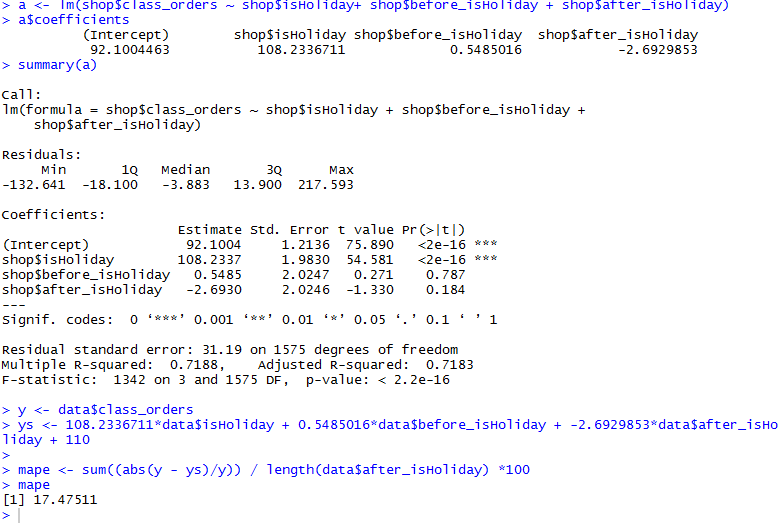 > a <- lm(shop$class_orders ~ shop$isHoliday+ shop$before_isHoliday + shop$after_isHoliday)
> a$coefficients
(Intercept) shop$isHoliday shop$before_isHoliday shop$after_isHoliday
92.1004463 108.2336711 0.5485016 -2.6929853
> summary(a)
Call:
lm(formula = shop$class_orders ~ shop$isHoliday + shop$before_isHoliday +
shop$after_isHoliday)
Residuals:
Min 1Q Median 3Q Max
-132.641 -18.100 -3.883 13.900 217.593
Coefficients:
Estimate Std. Error t value Pr(>|t|)
(Intercept) 92.1004 1.2136 75.890 <2e-16 ***
shop$isHoliday 108.2337 1.9830 54.581 <2e-16 ***
shop$before_isHoliday 0.5485 2.0247 0.271 0.787
shop$after_isHoliday -2.6930 2.0246 -1.330 0.184
---
Signif. codes: 0 ‘***’ 0.001 ‘**’ 0.01 ‘*’ 0.05 ‘.’ 0.1 ‘ ’ 1
Residual standard error: 31.19 on 1575 degrees of freedom
Multiple R-squared: 0.7188, Adjusted R-squared: 0.7183
F-statistic: 1342 on 3 and 1575 DF, p-value: < 2.2e-16
> y <- data$class_orders
> ys <- 108.2336711*data$isHoliday + 0.5485016*data$before_isHoliday + -2.6929853*data$after_isHo
liday + 110
>
> mape <- sum((abs(y - ys)/y)) / length(data$after_isHoliday) *100
> mape
[1] 17.47511
>